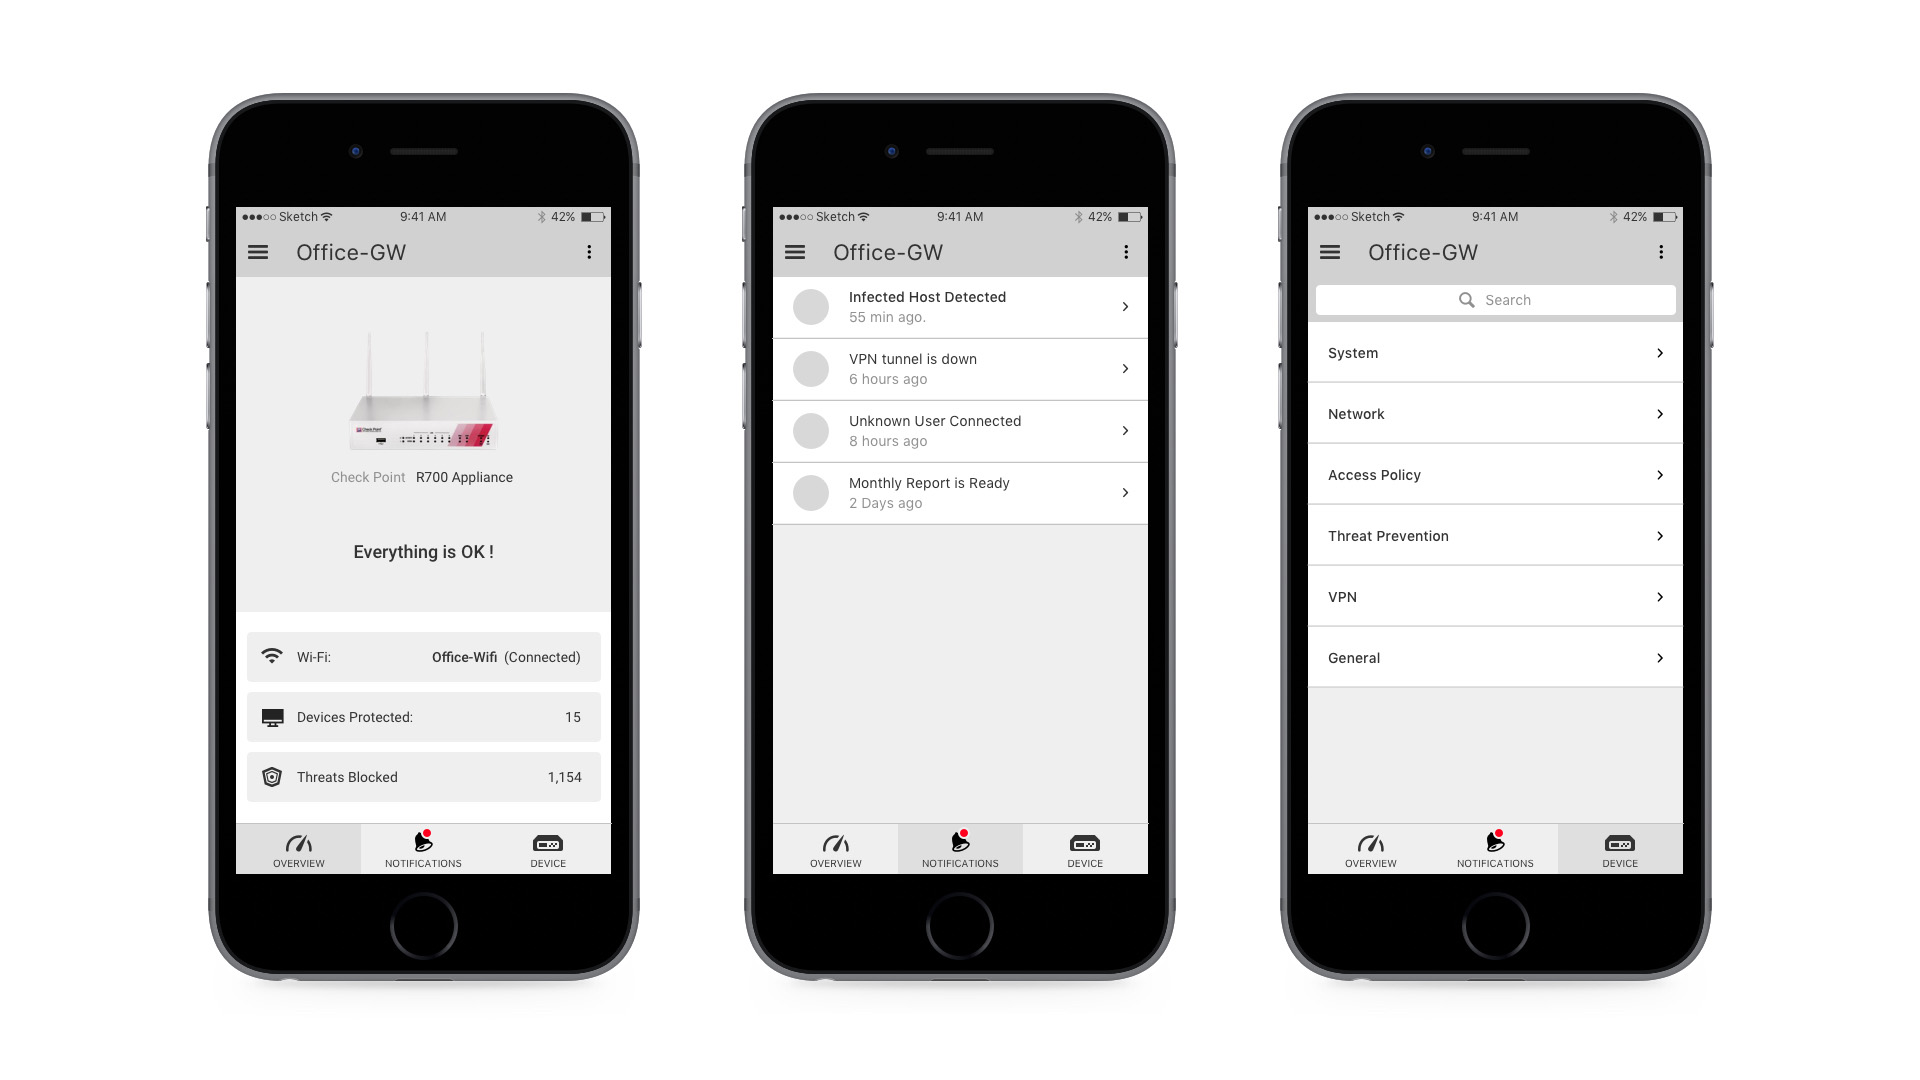 Sketch 9:41 AM 42%
Office-GW
Check Point
Check Point R700 Appliance
Everything is OK !
Wi-Fi: Office-Wifi (Connected)
Devices Protected: 15
Threats Blocked 1,154
OVERVIEW NOTIFICATIONS DEVICE
Sketch 9:41 AM 42%
Office-GW
Infected Host Detected
55 min ago.
VPN tunnel is down
6 hours ago
Unknown User Connected
8 hours ago
Monthly Report is Ready
2 Days ago
OVERVIEW NOTIFICATIONS DEVICE
Sketch 9:41 AM 42%
Office-GW
Search
System
Network
Access Policy
Threat Prevention
VPN
General
OVERVIEW NOTIFICATIONS DEVICE